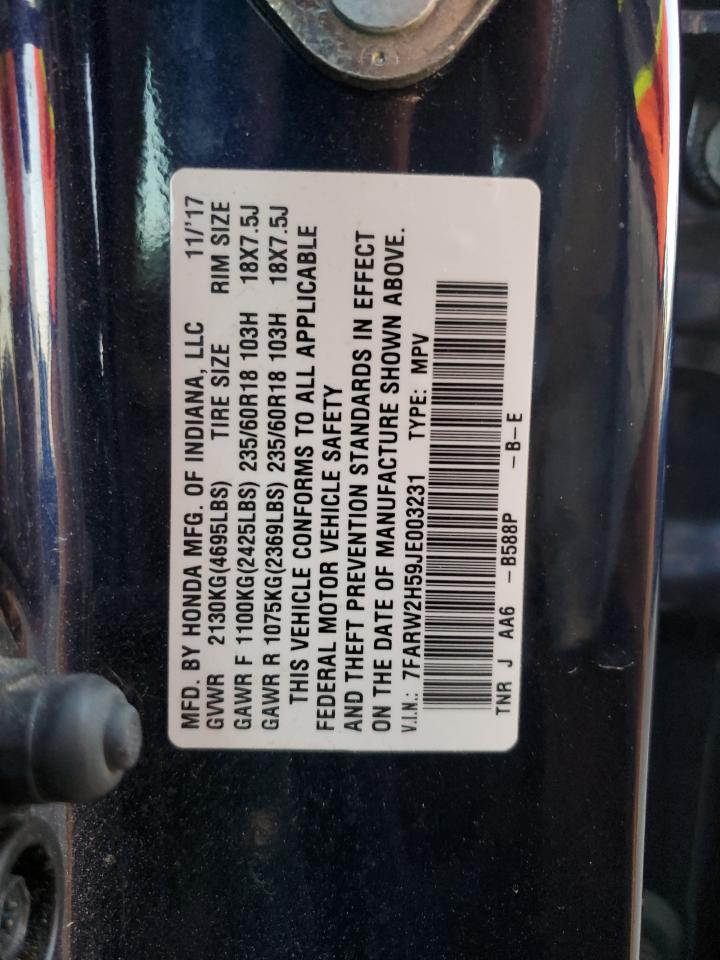 MFD. BY HONDA MFG. OF INDIANA, LLC 11/'17
GVWR 2130KG(4695LBS) TIRE SIZE RIM SIZE
GAWR F 1100KG(2425LBS) 235/60R18 103H 18X7.5J
GAWR R 1075KG(2369LBS) 235/60R18 103H 18X7.5J
THIS VEHICLE CONFORMS TO ALL APPLICABLE
FEDERAL MOTOR VEHICLE SAFETY
AND THEFT PREVENTION STANDARDS IN EFFECT
ON THE DATE OF MANUFACTURE SHOWN ABOVE.
V.I.N.: 7FARW2H59JE003231 TYPE: MPV
TNR J AA6 -B588P -B-E